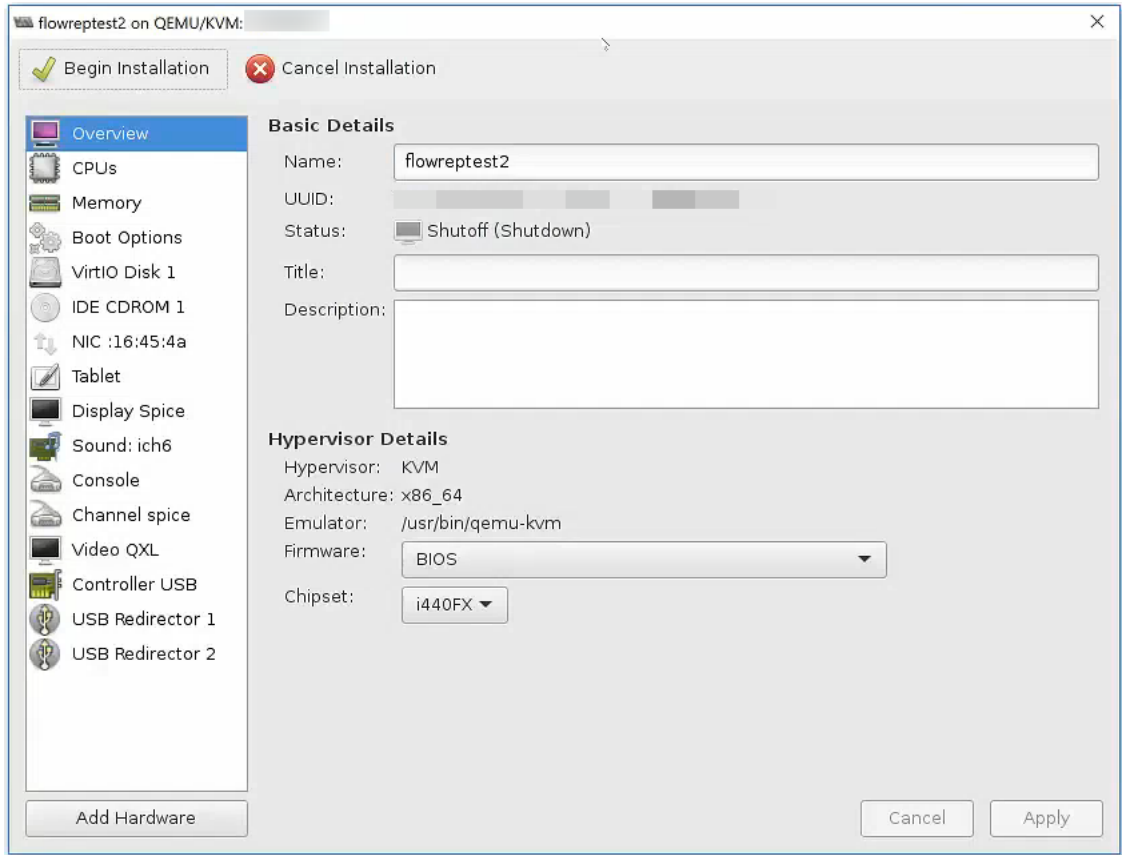 flowreptest2 on QEMU/KVM:
Begin Installation
Cancel Installation
Overview
CPUs
Memory
Boot Options
VirtIO Disk 1
IDE CDROM 1
NIC :16:45:4a
Tablet
Display Spice
Sound: ich6
Console
Channel spice
Video QXL
Controller USB
USB Redirector 1
USB Redirector 2
Add Hardware
Basic Details
Name: flowreptest2
UUID:
Status: Shutoff (Shutdown)
Title:
Description:
Hypervisor Details
Hypervisor: KVM
Architecture: x86_64
Emulator: /usr/bin/qemu-kvm
Firmware: BIOS
Chipset: i440FX
Cancel
Apply